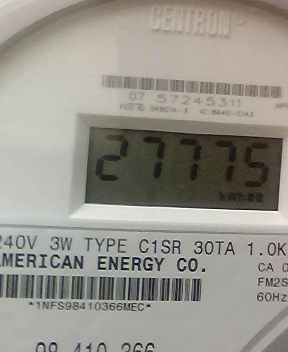 CENTRON®
07 57245311
27775
kWh
240V 3W TYPE C1SR 30TA 1.0K
AMERICAN ENERGY CO.
CA 0
FM2S
60Hz
*1NFS98410366MEC*
98 410 366